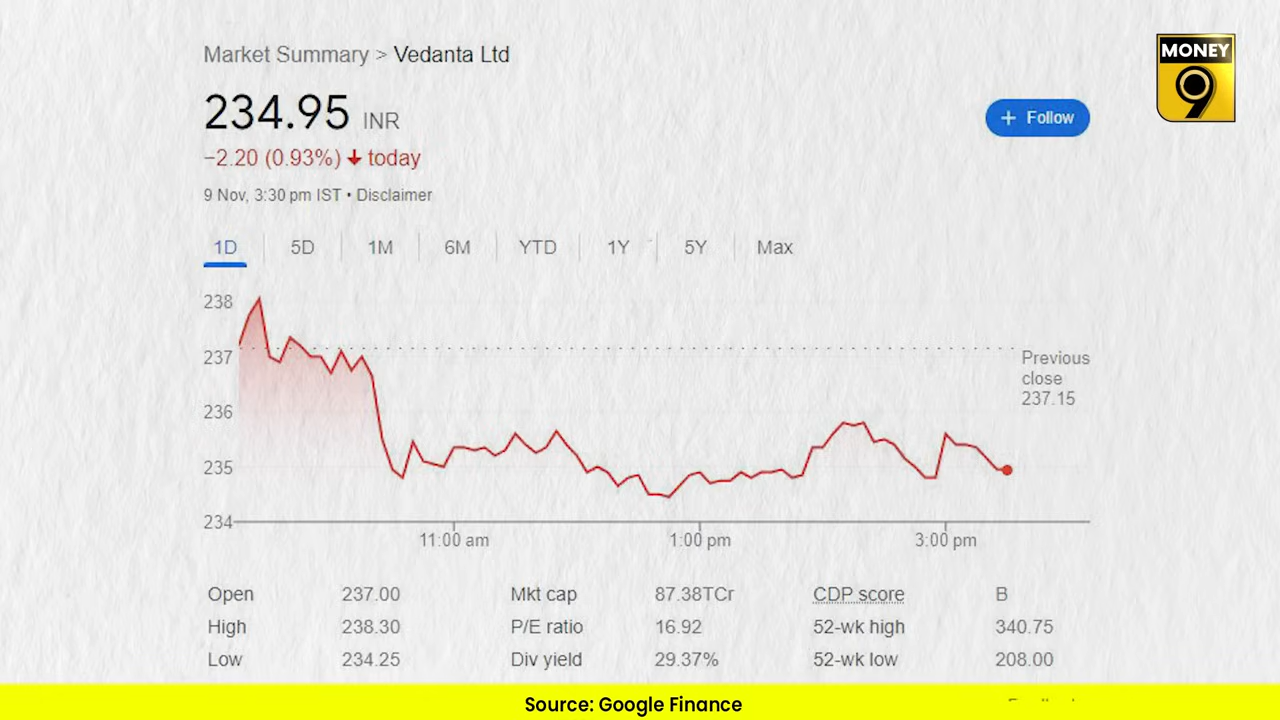 Market Summary > Vedanta Ltd
MONEY
9
234.95 INR
+ Follow
−2.20 (0.93%) ↓ today
9 Nov, 3:30 pm IST • Disclaimer
1D 5D 1M 6M YTD 1Y 5Y Max
238
237
236
235
234
Previous
close
237.15
11:00 am 1:00 pm 3:00 pm
Open 237.00 Mkt cap 87.38TCr CDP score B
High 238.30 P/E ratio 16.92 52-wk high 340.75
Low 234.25 Div yield 29.37% 52-wk low 208.00
Source: Google Finance